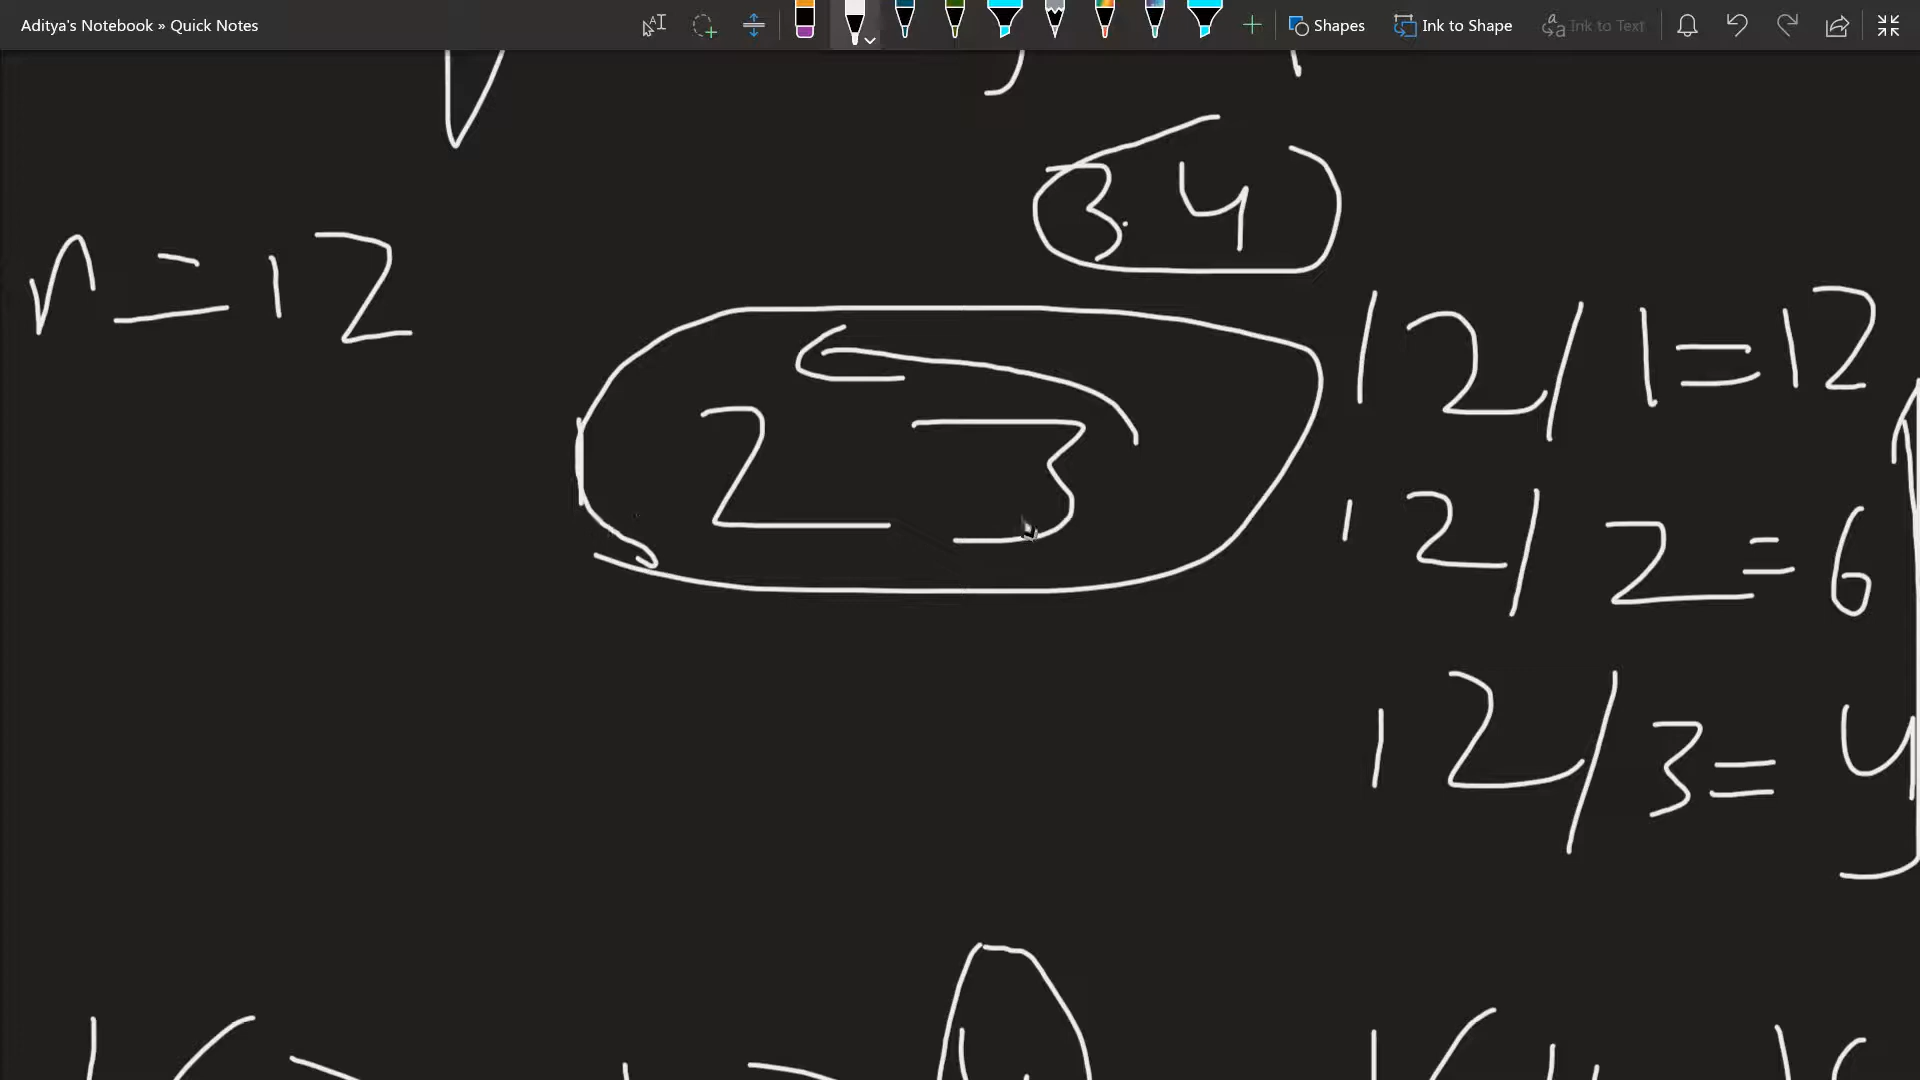 Aditya's Notebook » Quick Notes
Shapes
Ink to Shape
Ink to Text
3.4
n=12
12/1=12
2 3
12/2=6
12/3=4